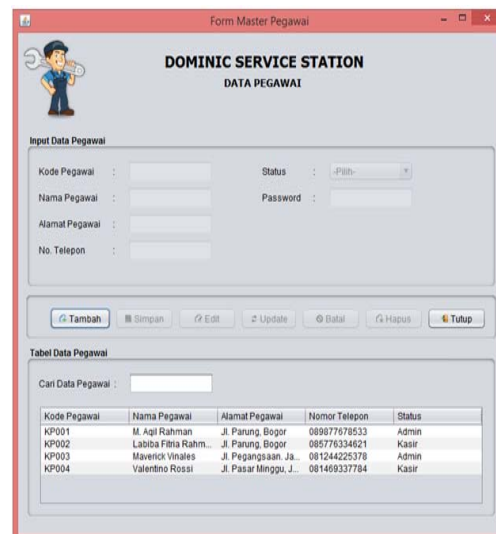 Form Master Pegawai
DOMINIC SERVICE STATION
DATA PEGAWAI
Input Data Pegawai
Kode Pegawai : Status : -Pilih-
Nama Pegawai : Password :
Alamat Pegawai :
No. Telepon :
Tambah Simpan Edit Update Batal Hapus Tutup
Tabel Data Pegawai
Cari Data Pegawai :
Kode Pegawai Nama Pegawai Alamat Pegawai Nomor Telepon Status
KP001 M. Aqil Rahman Jl. Parung, Bogor 089877678533 Admin
KP002 Labiba Fitria Rahm... Jl. Parung, Bogor 085776334621 Kasir
KP003 Maverick Vinales Jl. Pegangsaan, Ja... 081244225378 Admin
KP004 Valentino Rossi Jl. Pasar Minggu, J... 081469337784 Kasir